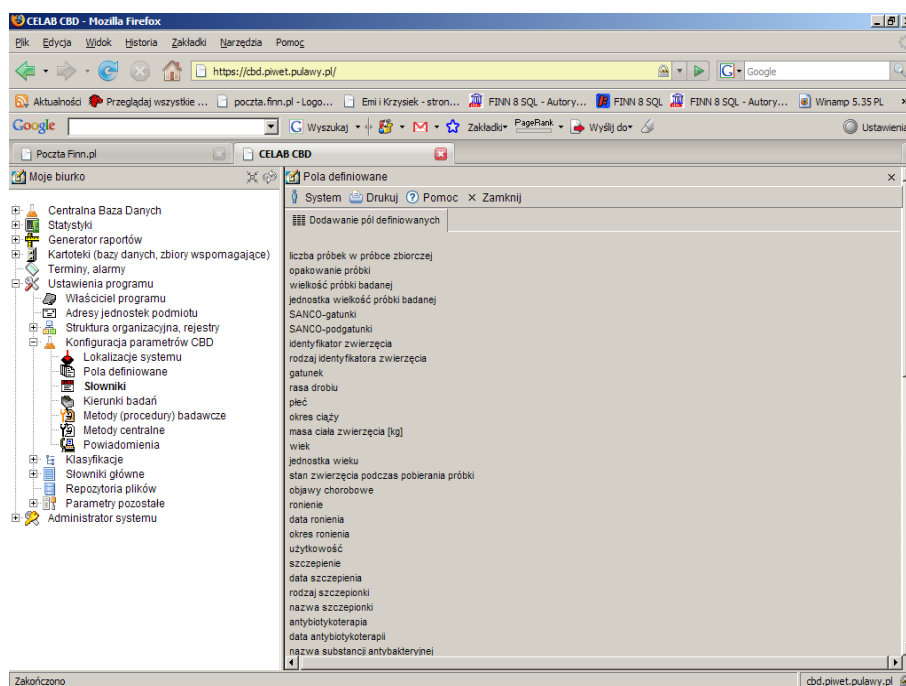 CELAB CBD - Mozilla Firefox
Plik Edycja Widok Historia Zakładki Narzędzia Pomoc
https://cbd.piwet.pulawy.pl/
G Google
Aktualności Przeglądaj wszystkie ... poczta.finn.pl - Logo... Emi i Krzysiek - stron... FINN 8 SQL - Autory... FINN 8 SQL FINN 8 SQL - Autory... Winamp 5.35 PL »
Google G Wyszukaj Zakładki PageRank Wyślij do Ustawienia
Poczta Finn.pl CELAB CBD
Moje biurko
Centralna Baza Danych
Statystyki
Generator raportów
Kartoteki (bazy danych, zbiory wspomagające)
Terminy, alarmy
Ustawienia programu
Właściciel programu
Adresy jednostek podmiotu
Struktura organizacyjna, rejestry
Konfiguracja parametrów CBD
Lokalizacje systemu
Pola definiowane
Słowniki
Kierunki badań
Metody (procedury) badawcze
Metody centralne
Powiadomienia
Klasyfikacje
Słowniki główne
Repozytoria plików
Parametry pozostałe
Administrator systemu
Pola definiowane
System Drukuj Pomoc Zamknij
Dodawanie pól definiowanych
liczba próbek w próbce zbiorczej
opakowanie próbki
wielkość próbki badanej
jednostka wielkość próbki badanej
SANCO-gatunki
SANCO-podgatunki
identyfikator zwierzęcia
rodzaj identyfikatora zwierzęcia
gatunek
rasa drobiu
płeć
okres ciąży
masa ciała zwierzęcia [kg]
wiek
jednostka wieku
stan zwierzęcia podczas pobierania próbki
objawy chorobowe
ronienie
data ronienia
okres ronienia
użytkowość
szczepienie
data szczepienia
rodzaj szczepionki
nazwa szczepionki
antybiotykoterapia
data antybiotykoterapii
nazwa substancji antybakteryjnej
Zakończono cbd.piwet.pulawy.pl